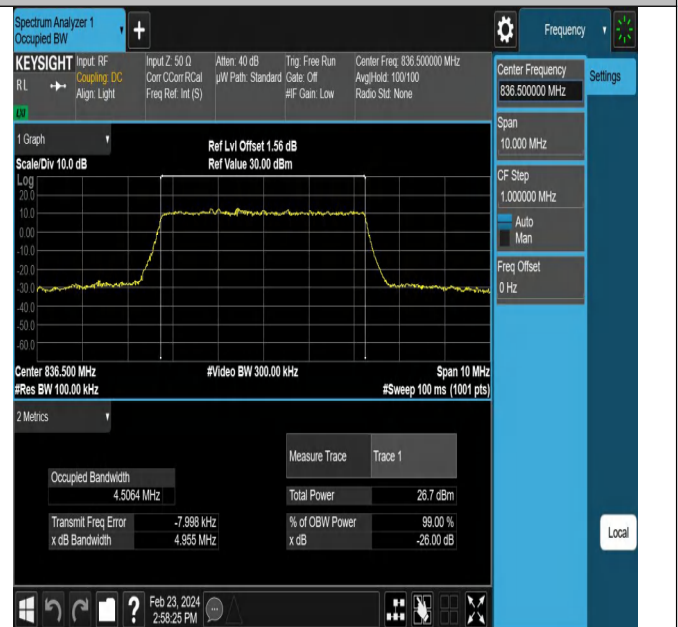 Spectrum Analyzer 1
Occupied BW
+
Frequency
KEYSIGHT
RL
LXI
Input: RF
Coupling: DC
Align: Light
Input Z: 50 Ω
Corr CCorr RCal
Freq Ref: Int (S)
Atten: 40 dB
µW Path: Standard
Trig: Free Run
Gate: Off
#IF Gain: Low
Center Freq: 836.500000 MHz
Avg|Hold: 100/100
Radio Std: None
Center Frequency
836.500000 MHz
Settings
Span
10.000 MHz
CF Step
1.000000 MHz
Auto
Man
Freq Offset
0 Hz
1 Graph
Scale/Div 10.0 dB
Ref Lvl Offset 1.56 dB
Ref Value 30.00 dBm
Log
20.0
10.0
0.00
-10.0
-20.0
-30.0
-40.0
-50.0
-60.0
Center 836.500 MHz
#Res BW 100.00 kHz
#Video BW 300.00 kHz
Span 10 MHz
#Sweep 100 ms (1001 pts)
2 Metrics
Measure Trace Trace 1
Occupied Bandwidth
4.5064 MHz
Total Power 26.7 dBm
Transmit Freq Error -7.998 kHz
% of OBW Power 99.00 %
x dB Bandwidth 4.955 MHz
x dB -26.00 dB
Local
?
Feb 23, 2024
2:58:25 PM